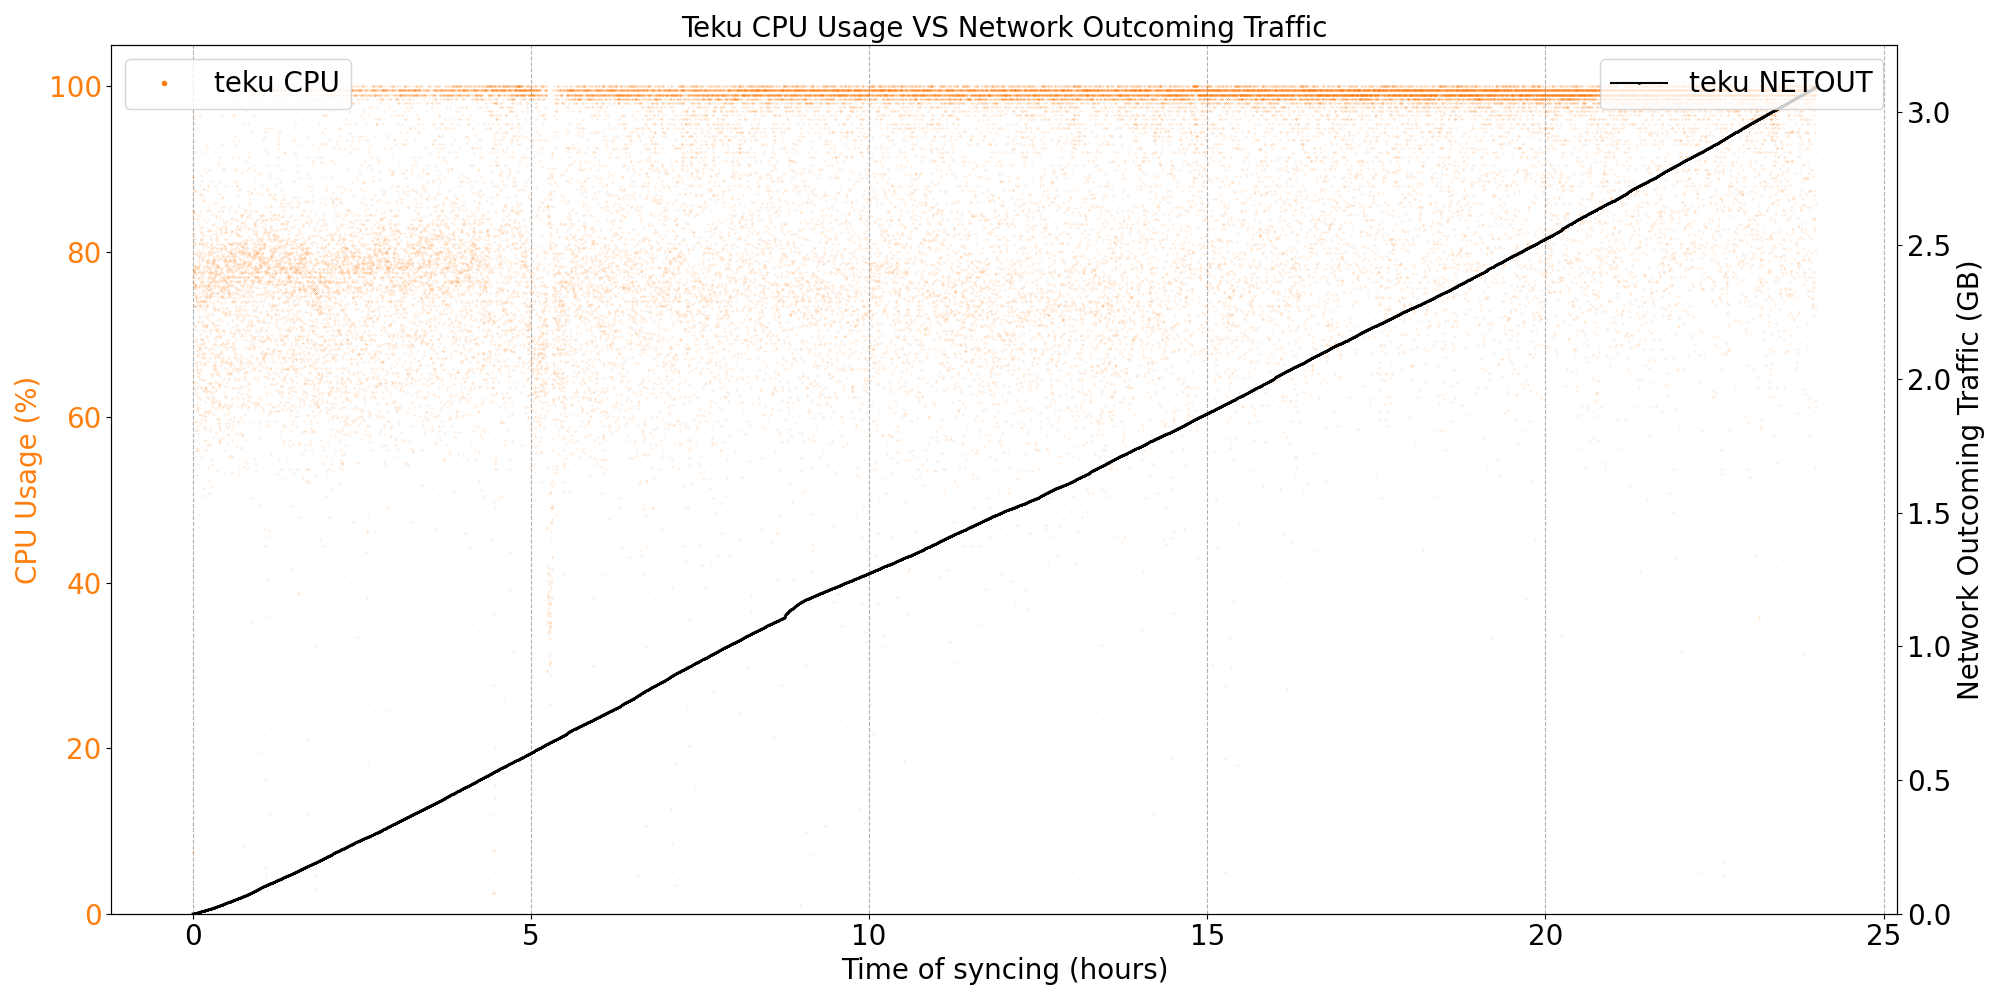 Teku CPU Usage VS Network Outcoming Traffic
teku CPU
teku NETOUT
CPU Usage (%)
100
80
60
40
20
0
Network Outcoming Traffic (GB)
3.0
2.5
2.0
1.5
1.0
0.5
0.0
0 5 10 15 20 25
Time of syncing (hours)